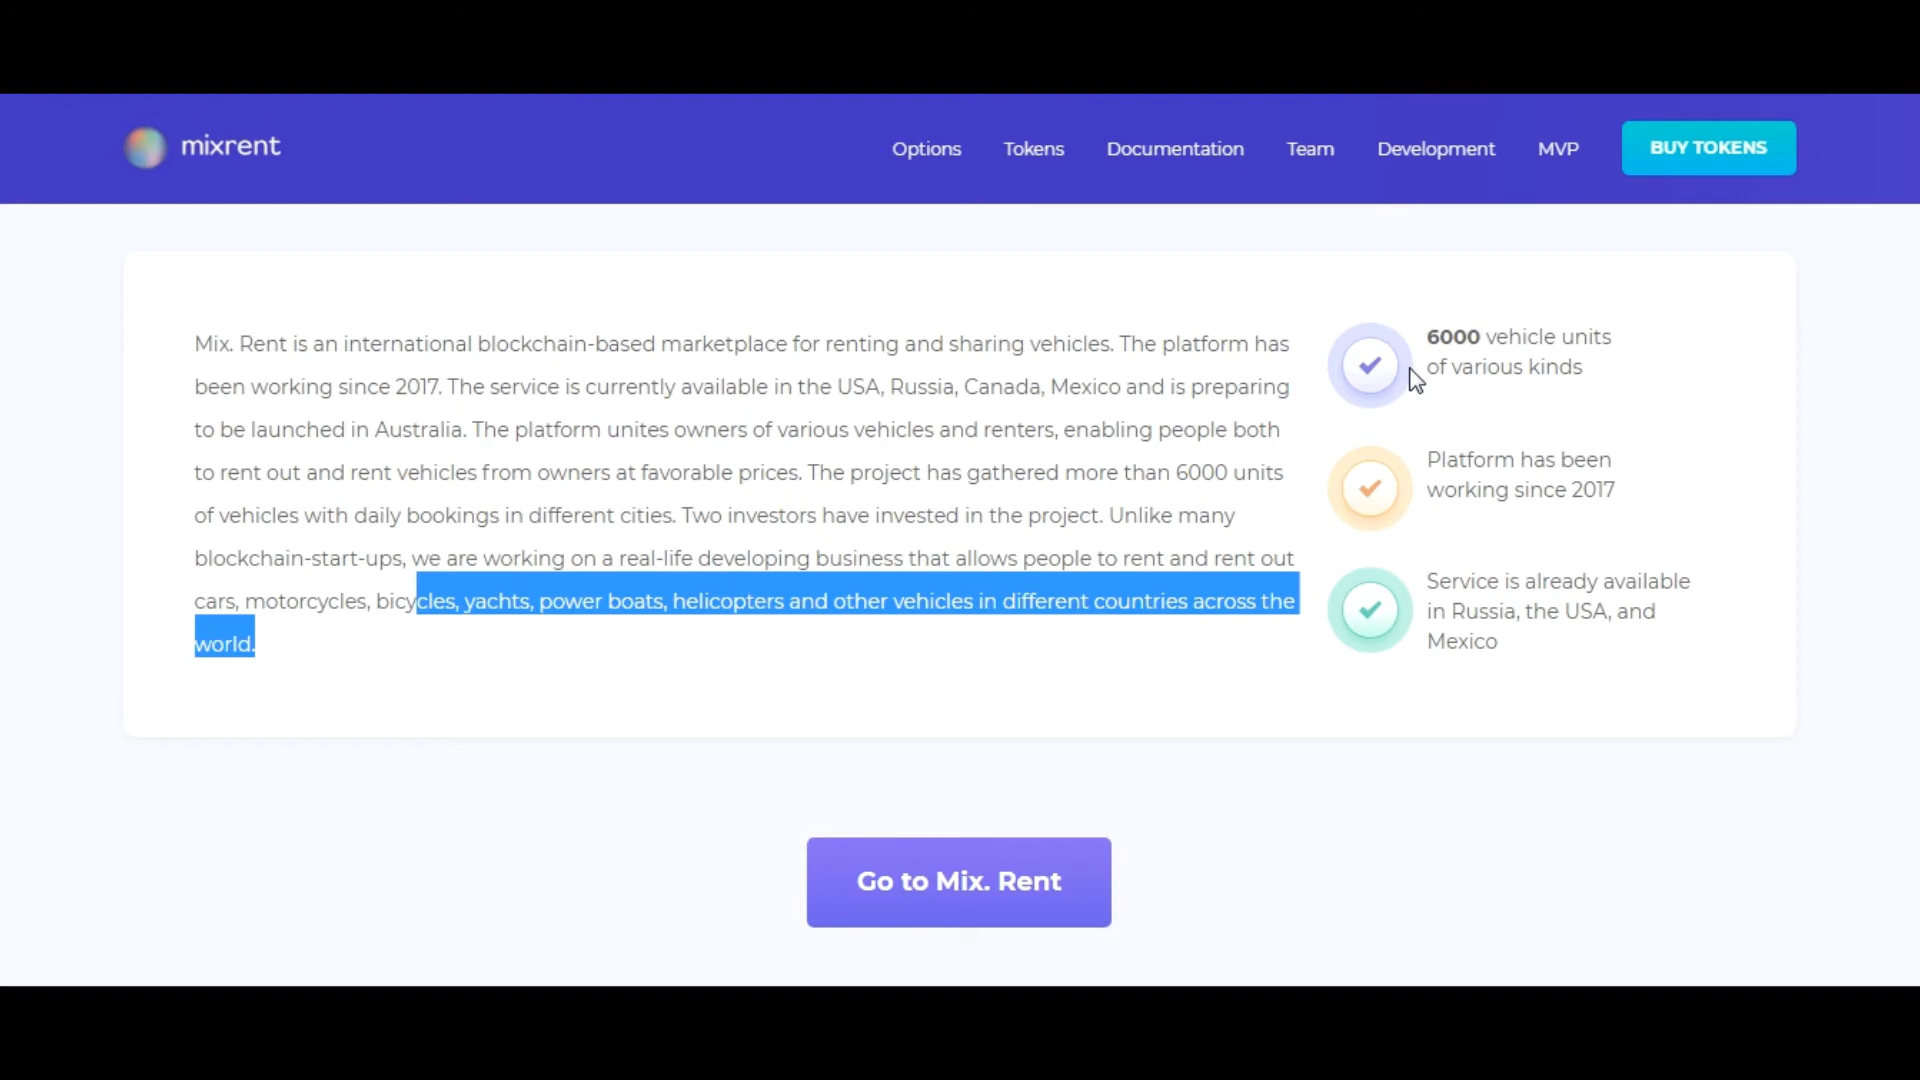 mixrent
Options
Tokens
Documentation
Team
Development
MVP
BUY TOKENS
Mix. Rent is an international blockchain-based marketplace for renting and sharing vehicles. The platform has
been working since 2017. The service is currently available in the USA, Russia, Canada, Mexico and is preparing
to be launched in Australia. The platform unites owners of various vehicles and renters, enabling people both
to rent out and rent vehicles from owners at favorable prices. The project has gathered more than 6000 units
of vehicles with daily bookings in different cities. Two investors have invested in the project. Unlike many
blockchain-start-ups, we are working on a real-life developing business that allows people to rent and rent out
cars, motorcycles, bicycles, yachts, power boats, helicopters and other vehicles in different countries across the
world.
6000 vehicle units
of various kinds
Platform has been
working since 2017
Service is already available
in Russia, the USA, and
Mexico
Go to Mix. Rent